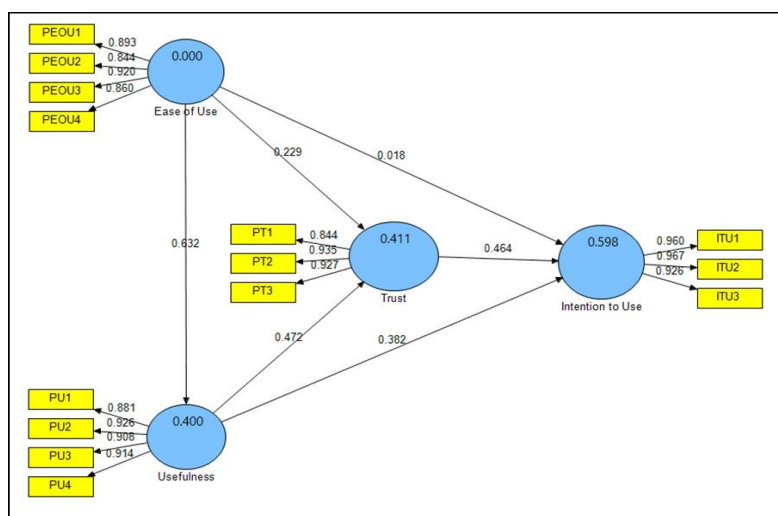 PEOU1
0.893
PEOU2
0.844
PEOU3
0.920
PEOU4
0.860
0.000
Ease of Use
0.229
0.018
0.632
PT1
0.844
PT2
0.935
PT3
0.927
0.411
Trust
0.464
0.598
Intention to Use
0.960
ITU1
0.967
ITU2
0.926
ITU3
0.472
0.382
PU1
0.881
PU2
0.926
PU3
0.908
PU4
0.914
0.400
Usefulness